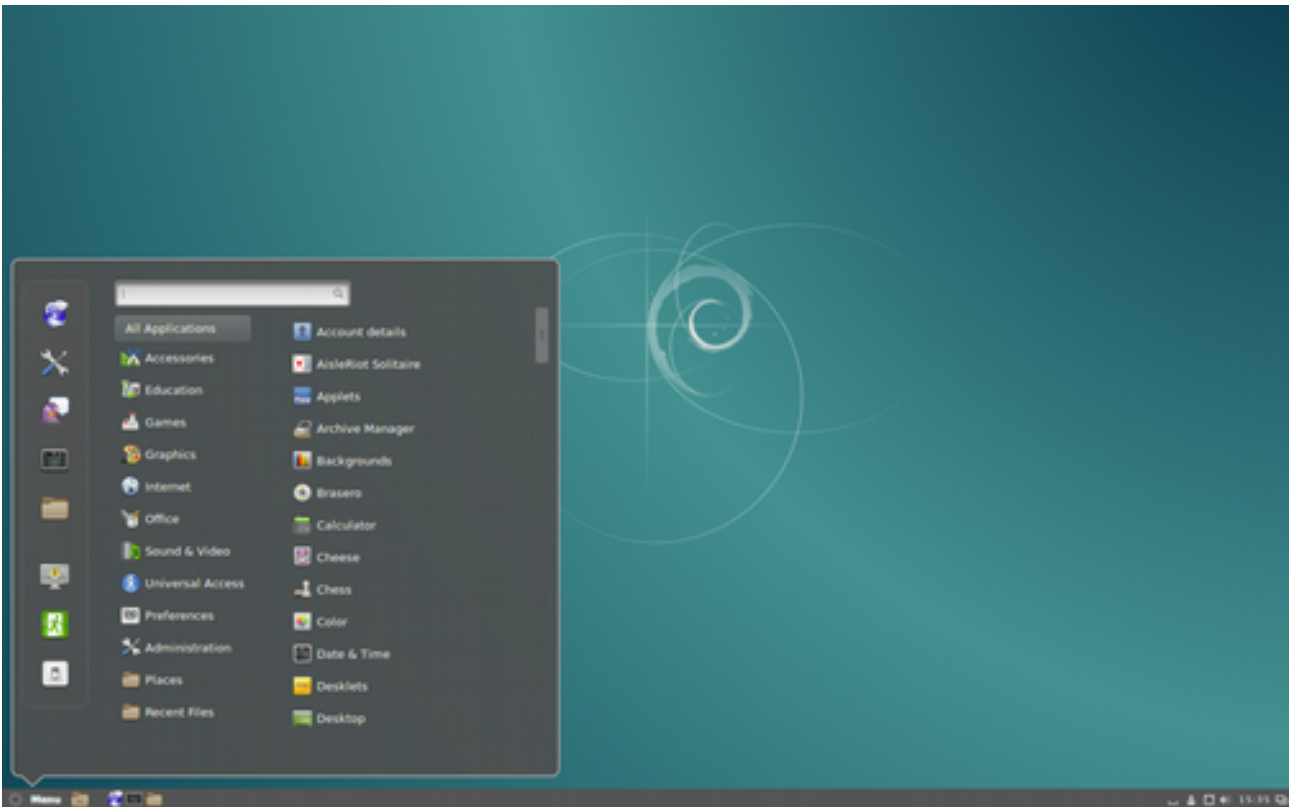 All Applications
Accessories
Education
Games
Graphics
Internet
Office
Sound & Video
Universal Access
Preferences
Administration
Places
Recent Files
Account details
AisleRiot Solitaire
Applets
Archive Manager
Backgrounds
Brasero
Calculator
Cheese
Chess
Color
Date & Time
Desklets
Desktop
Menu
15:35